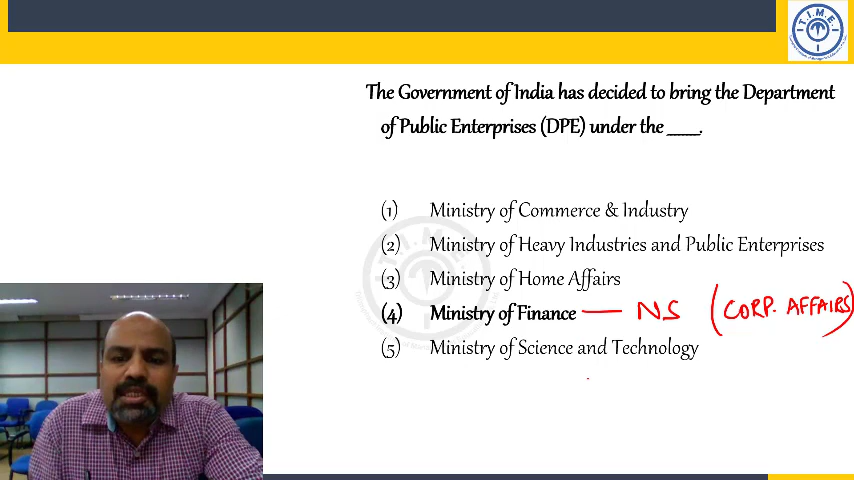 T.I.M.E.
The Government of India has decided to bring the Department
of Public Enterprises (DPE) under the ______.
(1) Ministry of Commerce & Industry
(2) Ministry of Heavy Industries and Public Enterprises
(3) Ministry of Home Affairs
(4) Ministry of Finance — NS (CORP. AFFAIRS)
(5) Ministry of Science and Technology